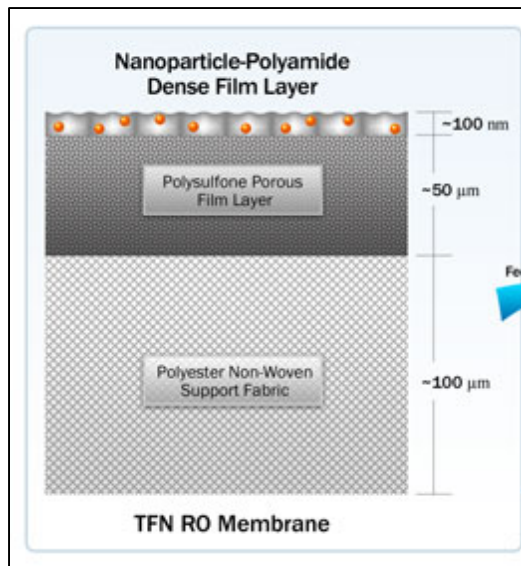 Nanoparticle-Polyamide
Dense Film Layer
~100 nm
Polysulfone Porous
Film Layer
~50 μm
Polyester Non-Woven
Support Fabric
~100 μm
TFN RO Membrane